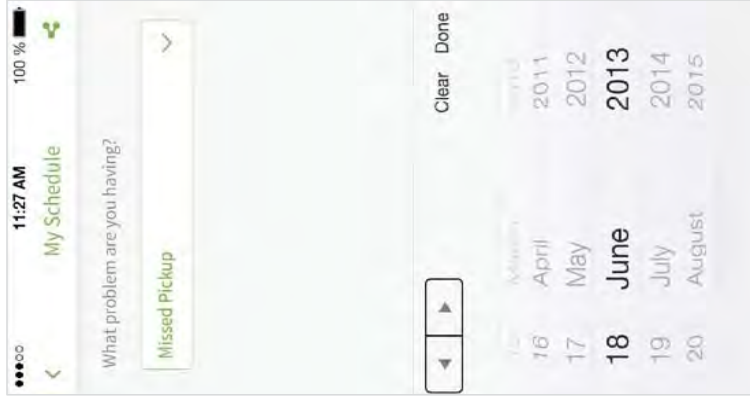 11:27 AM 100 %
My Schedule
What problem are you having?
Missed Pickup
Clear Done
16 April 2011
17 May 2012
18 June 2013
19 July 2014
20 August 2015